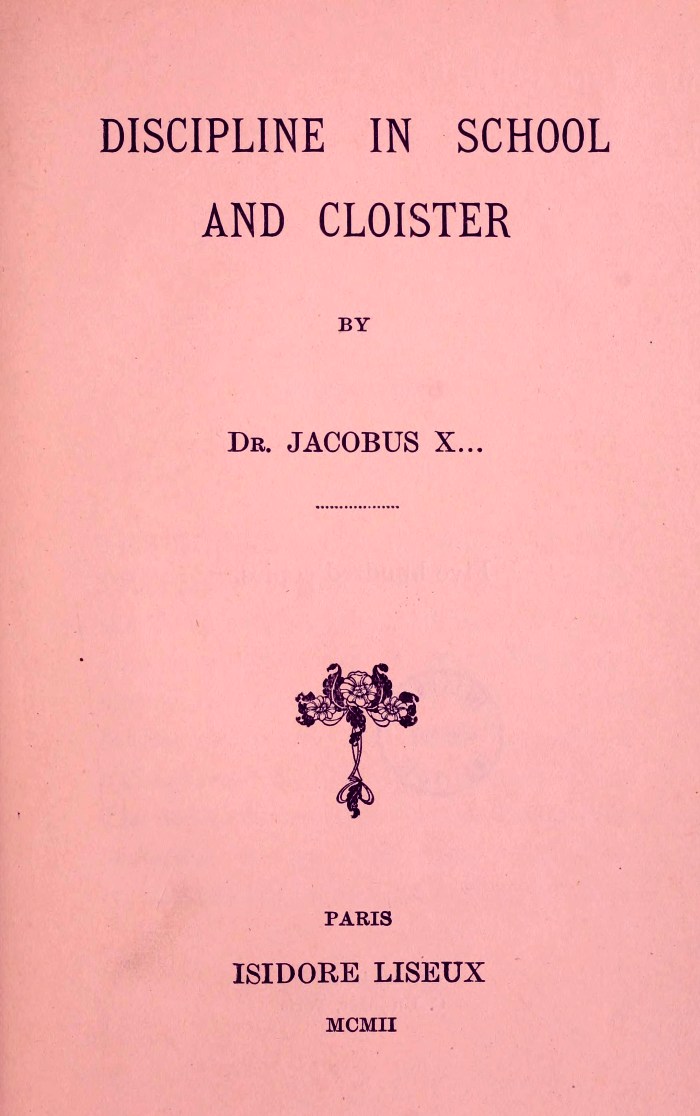 DISCIPLINE IN SCHOOL
AND CLOISTER
BY
DR. JACOBUS X...
PARIS
ISIDORE LISEUX
MCMII